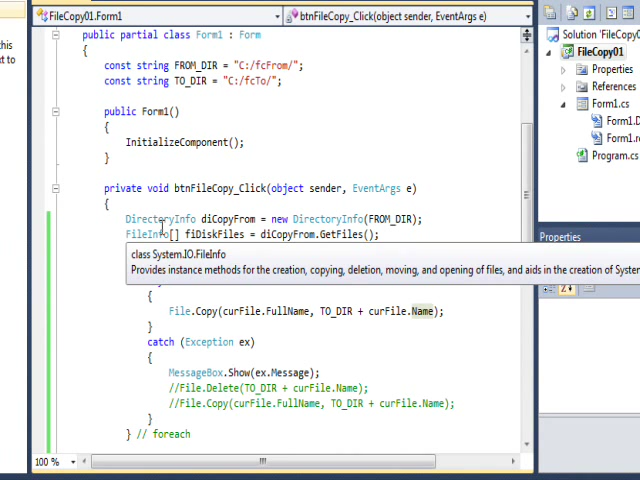 this
xt to
FileCopy01.Form1
btnFileCopy_Click(object sender, EventArgs e)
public partial class Form1 : Form
{
const string FROM_DIR = "C:/fcFrom/";
const string TO_DIR = "C:/fcTo/";
public Form1()
{
InitializeComponent();
}
private void btnFileCopy_Click(object sender, EventArgs e)
{
DirectoryInfo diCopyFrom = new DirectoryInfo(FROM_DIR);
FileInfo[] fiDiskFiles = diCopyFrom.GetFiles();
class System.IO.FileInfo
Provides instance methods for the creation, copying, deletion, moving, and opening of files, and aids in the creation of System
{
File.Copy(curFile.FullName, TO_DIR + curFile.Name);
}
catch (Exception ex)
{
MessageBox.Show(ex.Message);
//File.Delete(TO_DIR + curFile.Name);
//File.Copy(curFile.FullName, TO_DIR + curFile.Name);
}
} // foreach
100 %
Solution 'FileCopy0
FileCopy01
Properties
References
Form1.cs
Form1.D
Form1.re
Program.cs
Properties